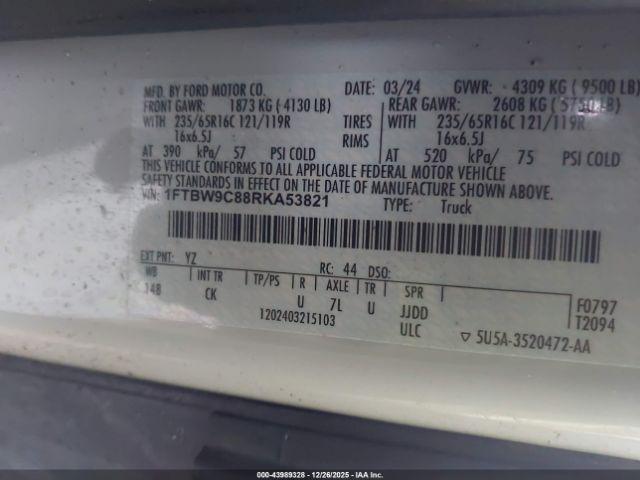 MFD. BY FORD MOTOR CO. DATE: 03/24 GVWR: 4309 KG ( 9500 LB)
FRONT GAWR: 1873 KG ( 4130 LB) REAR GAWR: 2608 KG ( 5750 LB)
WITH 235/65R16C 121/119R TIRES WITH 235/65R16C 121/119R
16x6.5J RIMS 16x6.5J
AT 390 kPa/ 57 PSI COLD AT 520 kPa/ 75 PSI COLD
THIS VEHICLE CONFORMS TO ALL APPLICABLE FEDERAL MOTOR VEHICLE
SAFETY STANDARDS IN EFFECT ON THE DATE OF MANUFACTURE SHOWN ABOVE.
VIN: 1FTBW9C88RKA53821 TYPE: Truck
EXT PNT: YZ RC: 44 DSO:
WB INT TR TP/PS R AXLE TR SPR
148 CK U 7L U JJDD F0797
1202403215103 ULC T2094
5U5A-3520472-AA
000-43989328 - 12/26/2025 - IAA Inc.